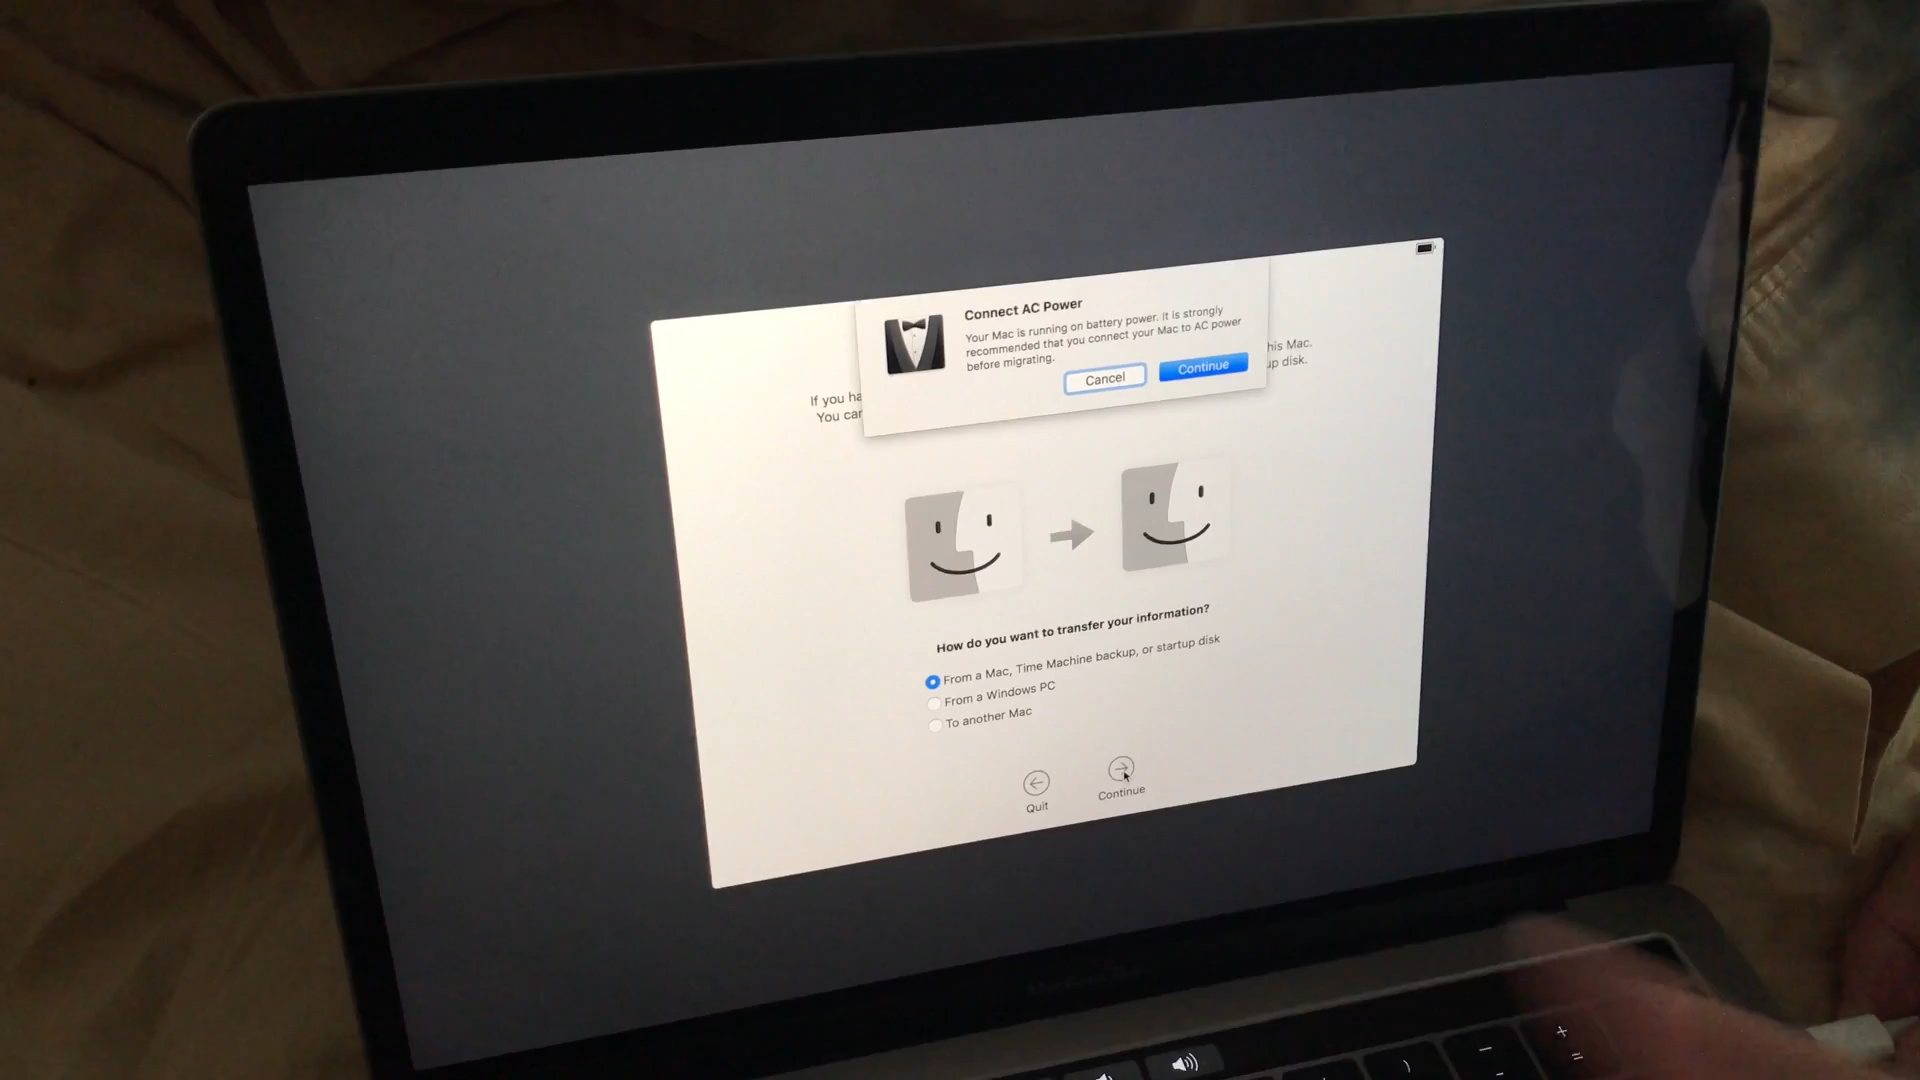 Connect AC Power
Your Mac is running on battery power. It is strongly
recommended that you connect your Mac to AC power
before migrating.
Cancel
Continue
If you ha
his Mac.
You can
up disk.
How do you want to transfer your information?
From a Mac, Time Machine backup, or startup disk
From a Windows PC
To another Mac
Quit
Continue
MacBook Pro
+
=
-
)